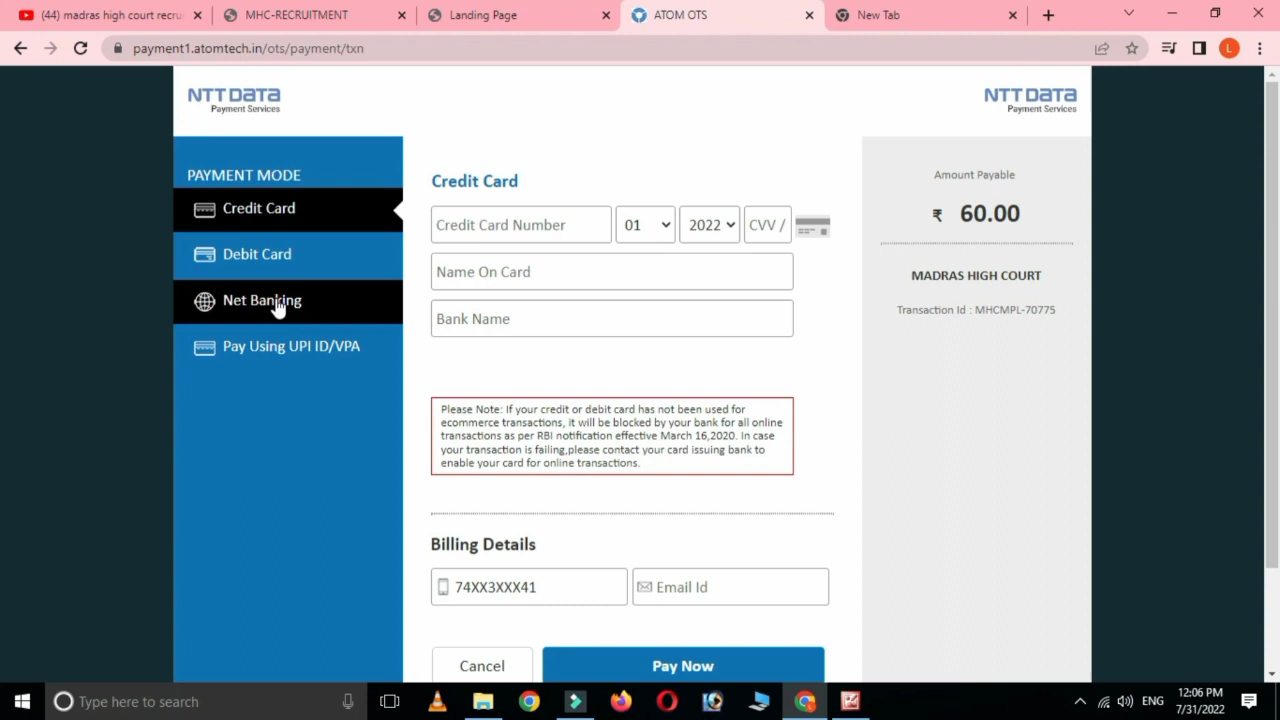 (44) madras high court recru
MHC-RECRUITMENT
Landing Page
ATOM OTS
New Tab
payment1.atomtech.in/ots/payment/txn
L
NTT DATA
Payment Services
NTT DATA
Payment Services
PAYMENT MODE
Credit Card
Debit Card
Net Banking
Pay Using UPI ID/VPA
Credit Card
Credit Card Number
01
2022
CVV /
Name On Card
Bank Name
Please Note: If your credit or debit card has not been used for
ecommerce transactions, it will be blocked by your bank for all online
transactions as per RBI notification effective March 16,2020. In case
your transaction is failing,please contact your card issuing bank to
enable your card for online transactions.
Billing Details
74XX3XXX41
Email Id
Cancel
Pay Now
Amount Payable
₹ 60.00
MADRAS HIGH COURT
Transaction Id : MHCMPL-70775
Type here to search
ENG
12:06 PM
7/31/2022